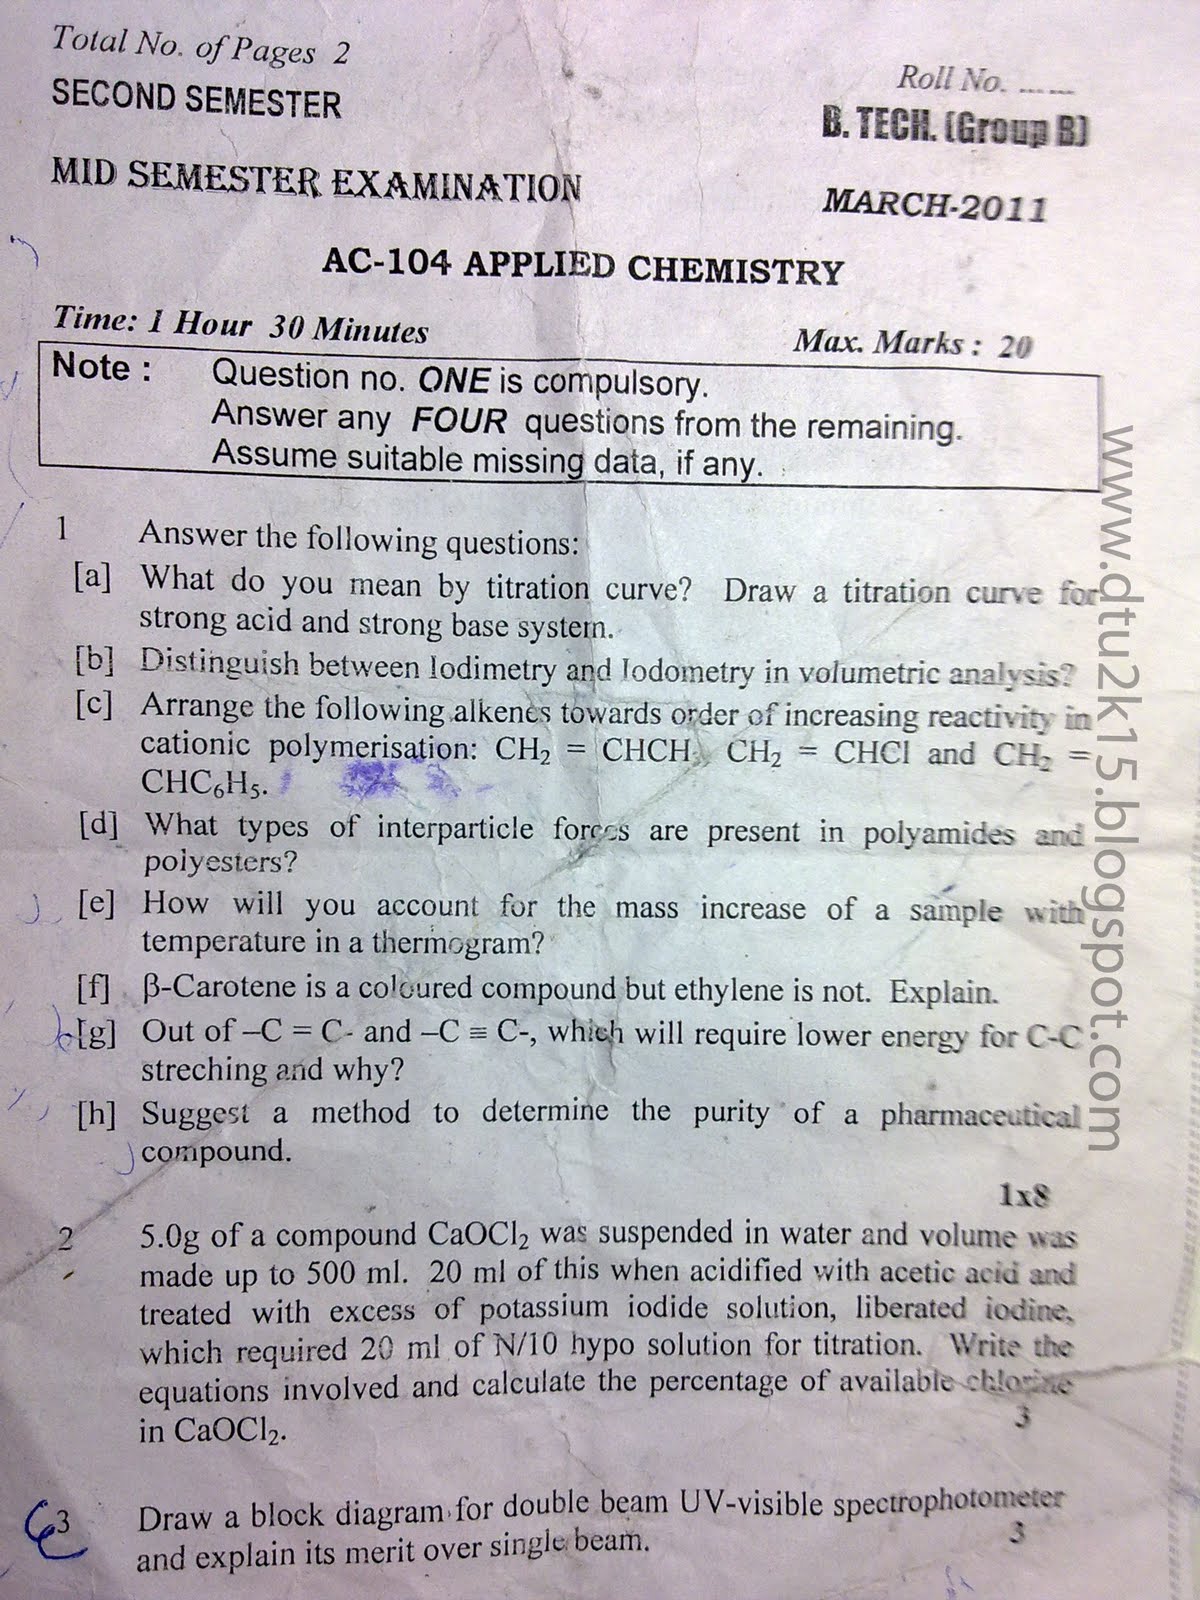 Total No. of Pages 2
Roll No. ......
SECOND SEMESTER
B. TECH. (Group B)
MID SEMESTER EXAMINATION
MARCH-2011
AC-104 APPLIED CHEMISTRY
Time: 1 Hour 30 Minutes
Max. Marks : 20
Note : Question no. ONE is compulsory.
Answer any FOUR questions from the remaining.
Assume suitable missing data, if any.
1 Answer the following questions:
[a] What do you mean by titration curve? Draw a titration curve for
strong acid and strong base system.
[b] Distinguish between Iodimetry and Iodometry in volumetric analysis?
[c] Arrange the following alkenes towards order of increasing reactivity in
cationic polymerisation: CH₂ = CHCH CH₂ = CHCl and CH₂ =
CHC₆H₅.
[d] What types of interparticle forces are present in polyamides and
polyesters?
[e] How will you account for the mass increase of a sample with
temperature in a thermogram?
[f] β-Carotene is a coloured compound but ethylene is not. Explain.
[g] Out of –C = C- and –C ≡ C-, which will require lower energy for C-C
streching and why?
[h] Suggest a method to determine the purity of a pharmaceutical
compound.
1x8
2 5.0g of a compound CaOCl₂ was suspended in water and volume was
made up to 500 ml. 20 ml of this when acidified with acetic acid and
treated with excess of potassium iodide solution, liberated iodine,
which required 20 ml of N/10 hypo solution for titration. Write the
equations involved and calculate the percentage of available chlorine
in CaOCl₂.
3
3 Draw a block diagram for double beam UV-visible spectrophotometer
and explain its merit over single beam.
3
www.dtu2k15.blogspot.com